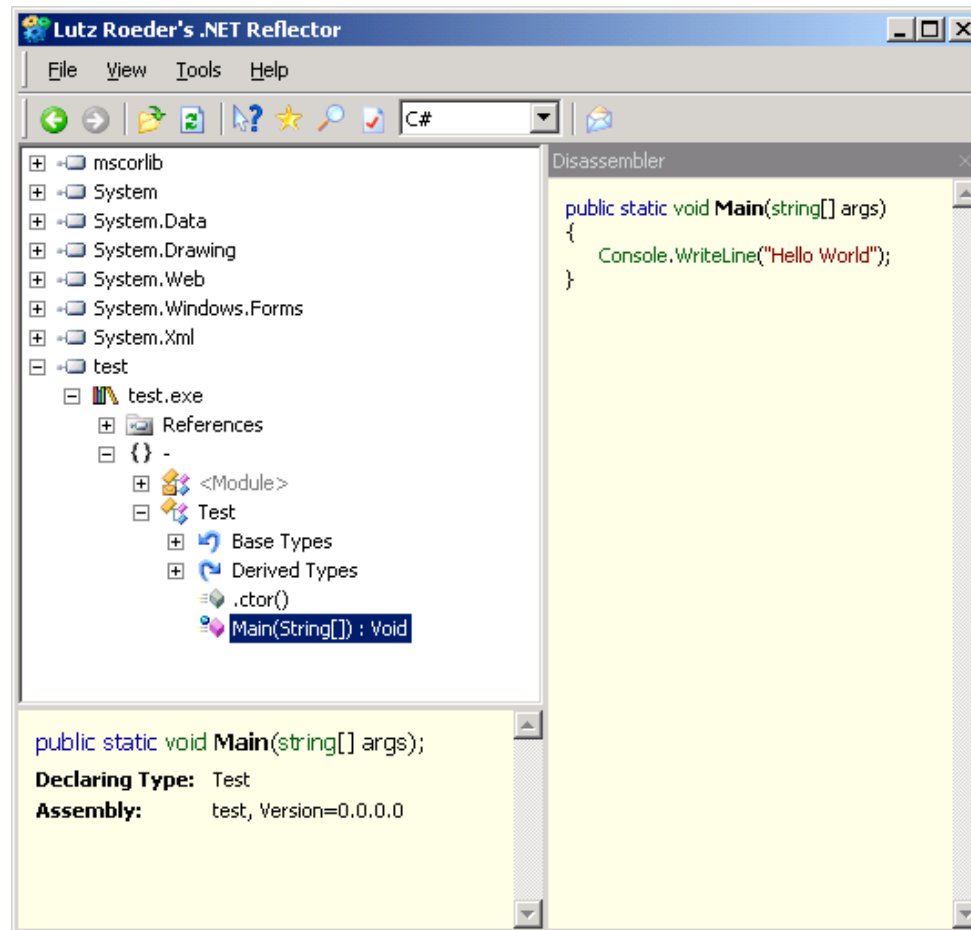 Lutz Roeder's .NET Reflector
File View Tools Help
C#
mscorlib
System
System.Data
System.Drawing
System.Web
System.Windows.Forms
System.Xml
test
test.exe
References
{} -
<Module>
Test
Base Types
Derived Types
.ctor()
Main(String[]) : Void
public static void Main(string[] args);
Declaring Type: Test
Assembly: test, Version=0.0.0.0
Disassembler
public static void Main(string[] args)
{
Console.WriteLine("Hello World");
}